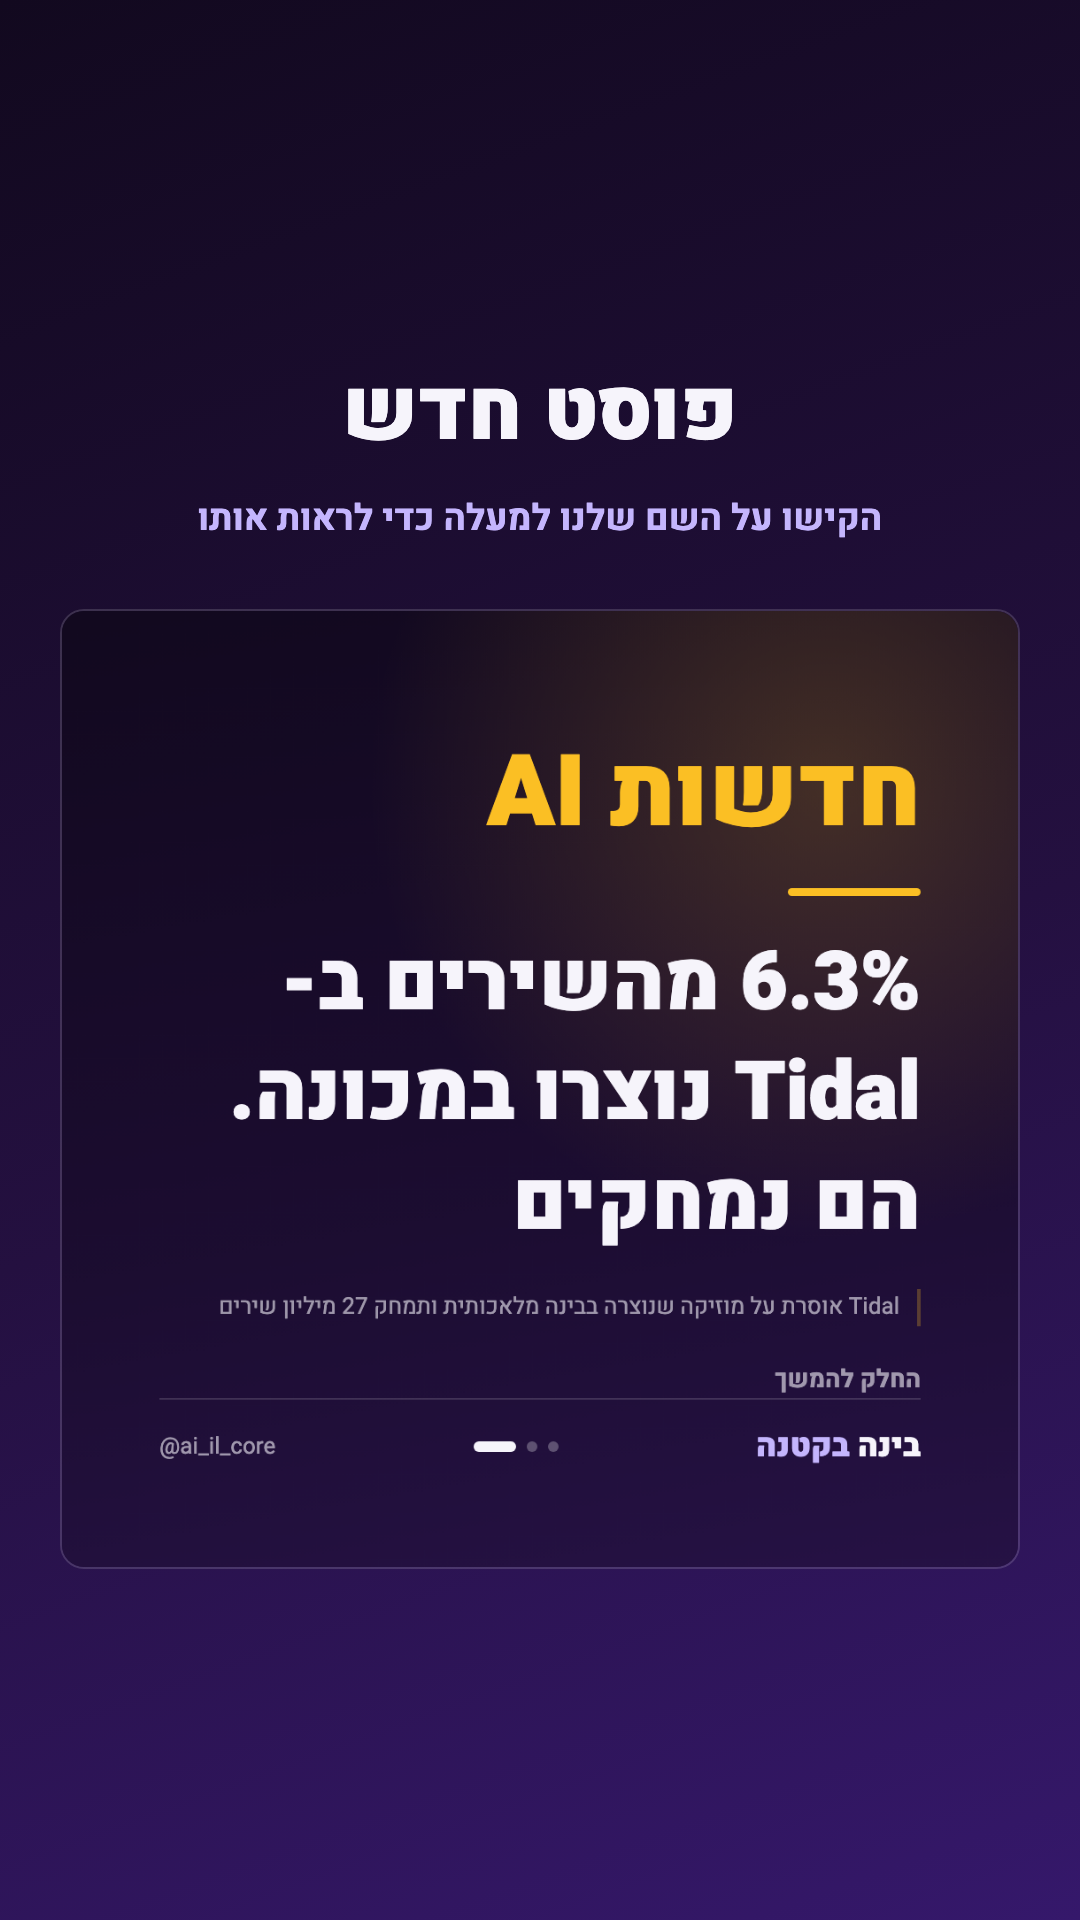 פוסט חדש
הקישו על השם שלנו למעלה כדי לראות אותו
חדשות AI
6.3% מהשירים ב-
Tidal נוצרו במכונה.
הם נמחקים
Tidal אוסרת על מוזיקה שנוצרה בבינה מלאכותית ותמחק 27 מיליון שירים
החלק להמשך
בינה בקטנה
@ai_il_core